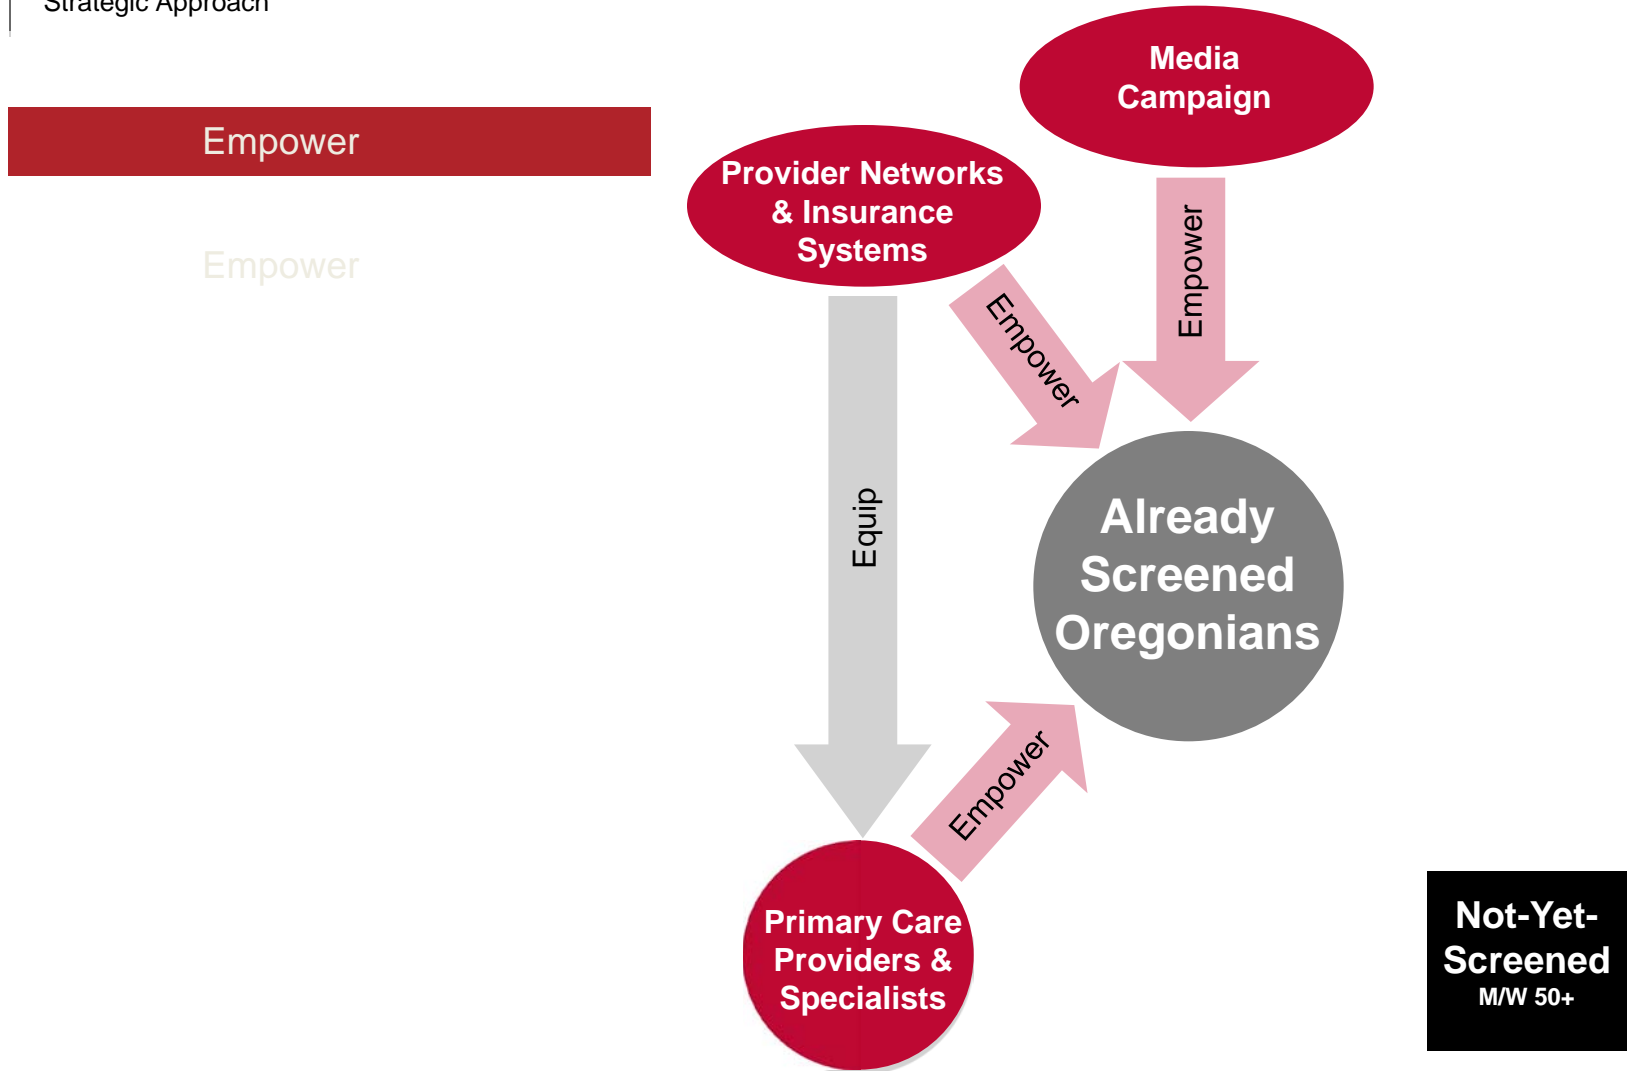 Strategic Approach
Empower
Empower
Media
Campaign
Provider Networks
& Insurance
Systems
Empower
Empower
Equip
Already
Screened
Oregonians
Empower
Primary Care
Providers &
Specialists
Not-Yet-
Screened
M/W 50+